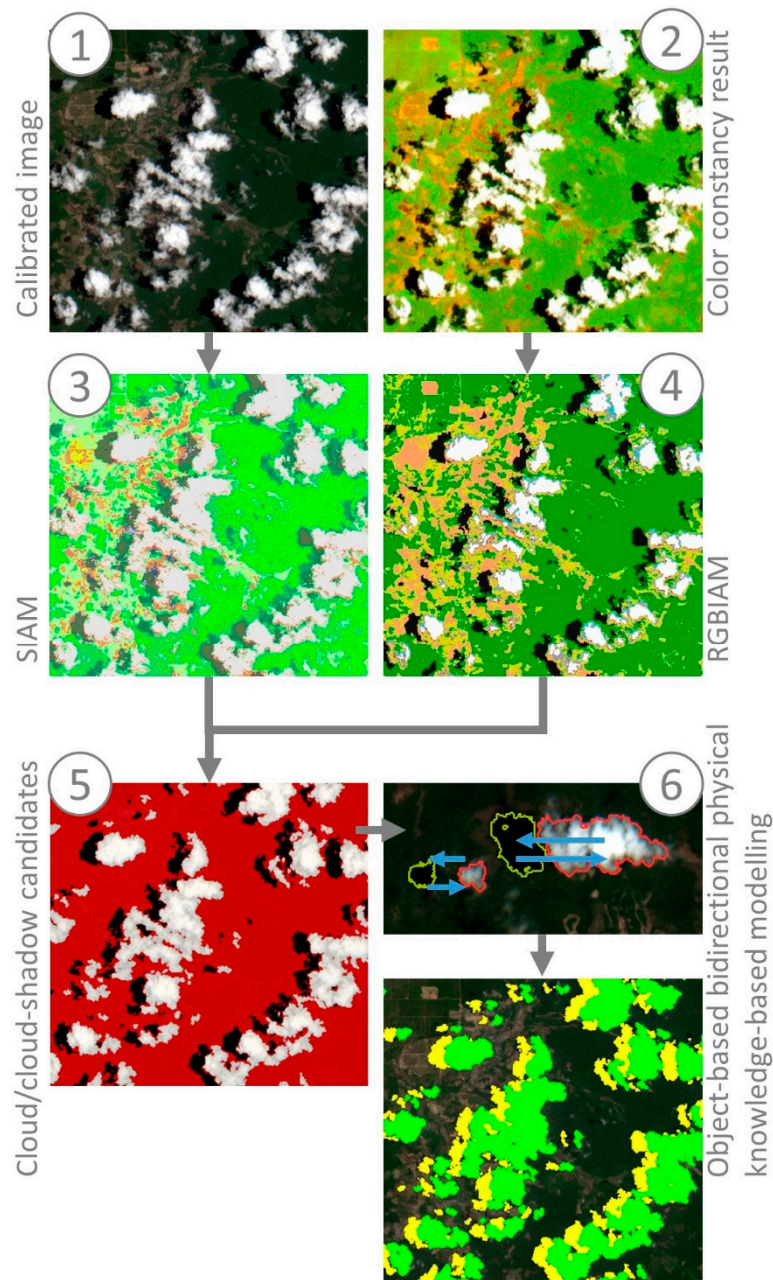 1
2
Calibrated image
Color constancy result
3
4
SIAM
RGBIAM
5
6
Cloud/cloud-shadow candidates
Object-based bidirectional physical
knowledge-based modelling